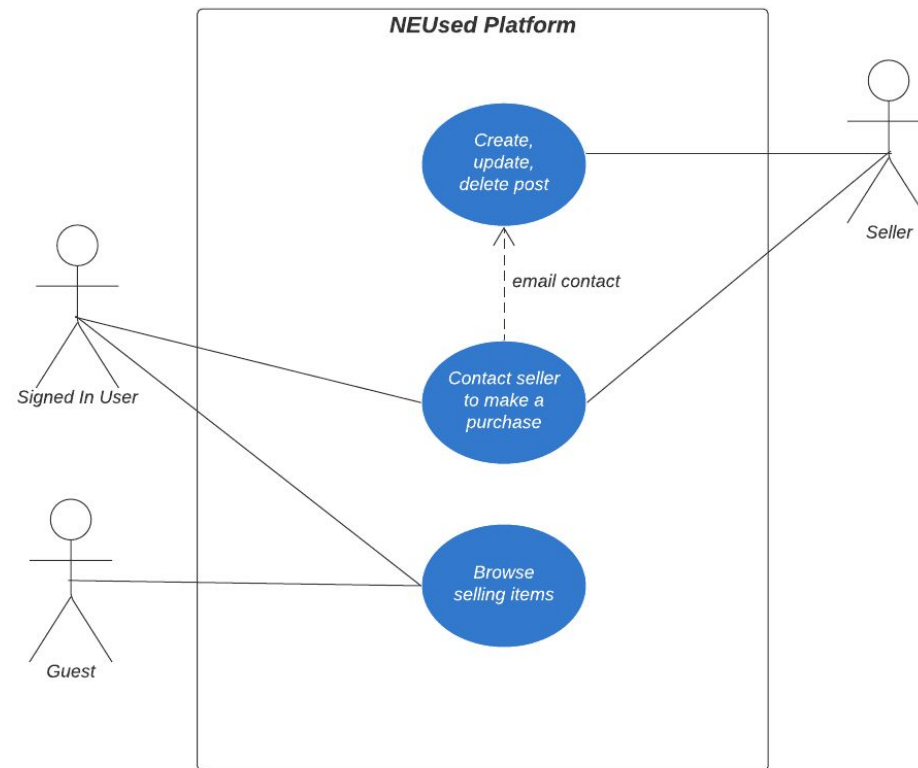 NEUsed Platform
Create,
update,
delete post
Seller
email contact
Signed In User
Contact seller
to make a
purchase
Browse
selling items
Guest